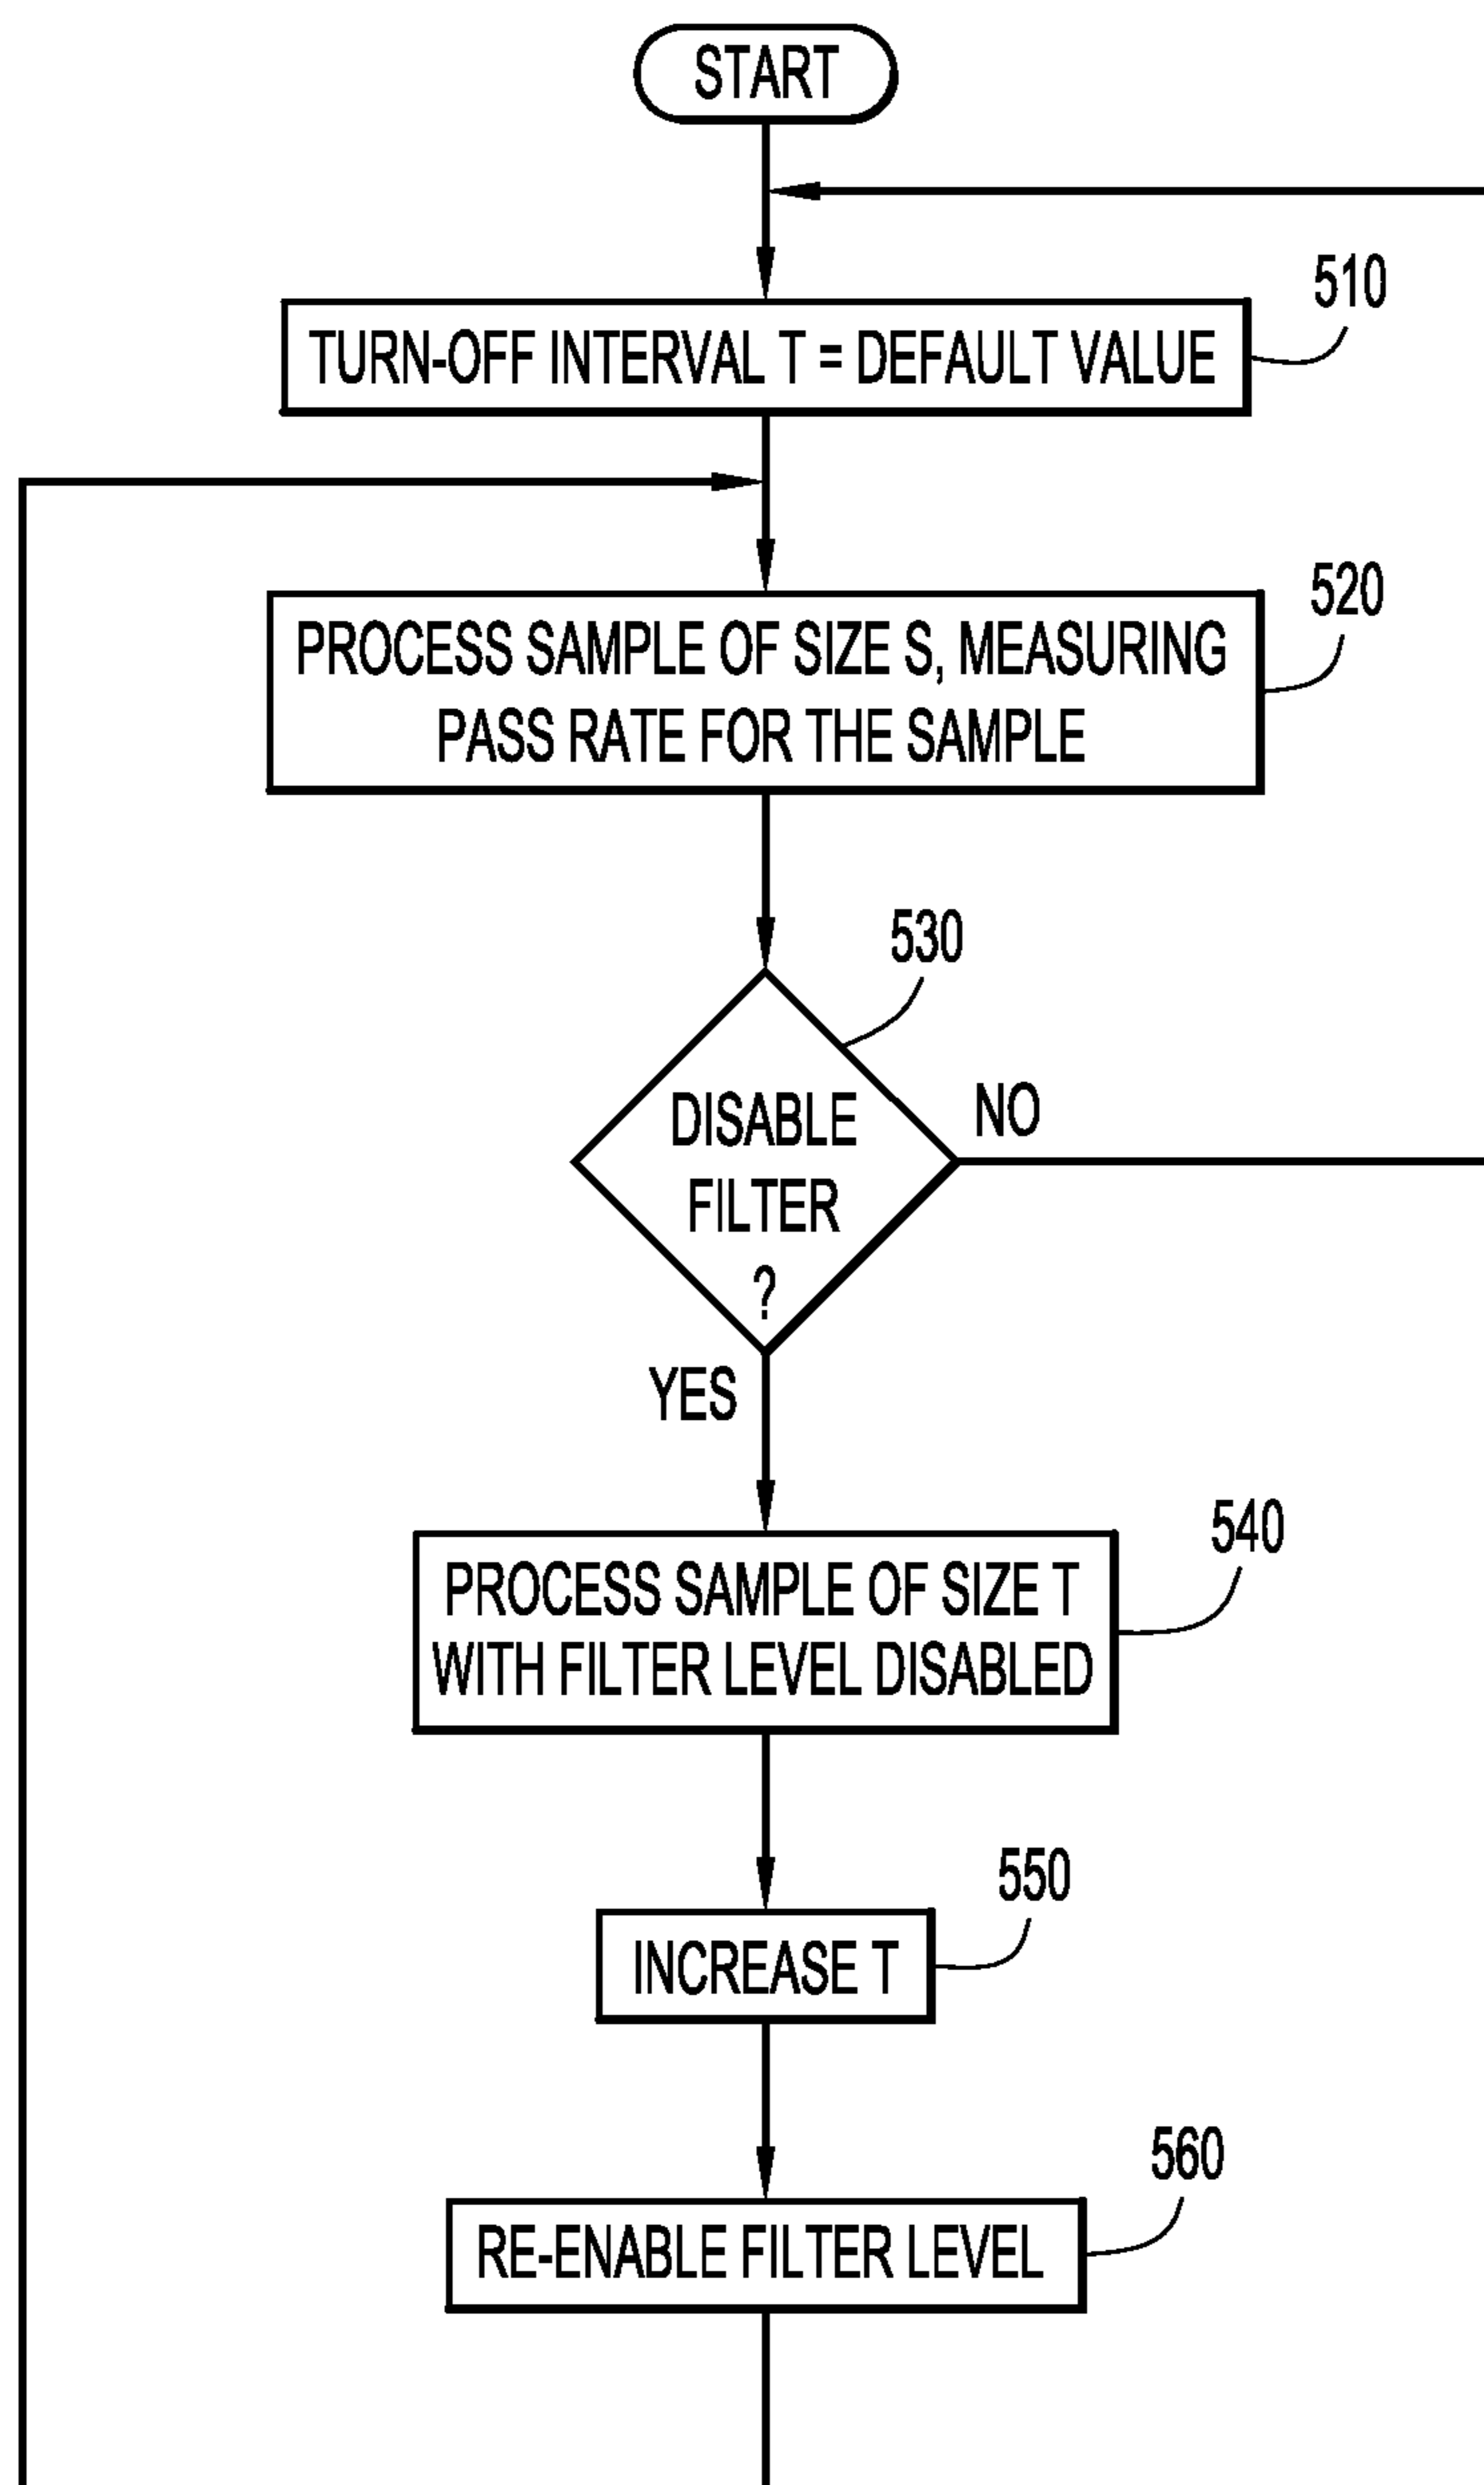 START
510
TURN-OFF INTERVAL T = DEFAULT VALUE
520
PROCESS SAMPLE OF SIZE S, MEASURING
PASS RATE FOR THE SAMPLE
530
DISABLE
FILTER
?
NO
YES
540
PROCESS SAMPLE OF SIZE T
WITH FILTER LEVEL DISABLED
550
INCREASE T
560
RE-ENABLE FILTER LEVEL